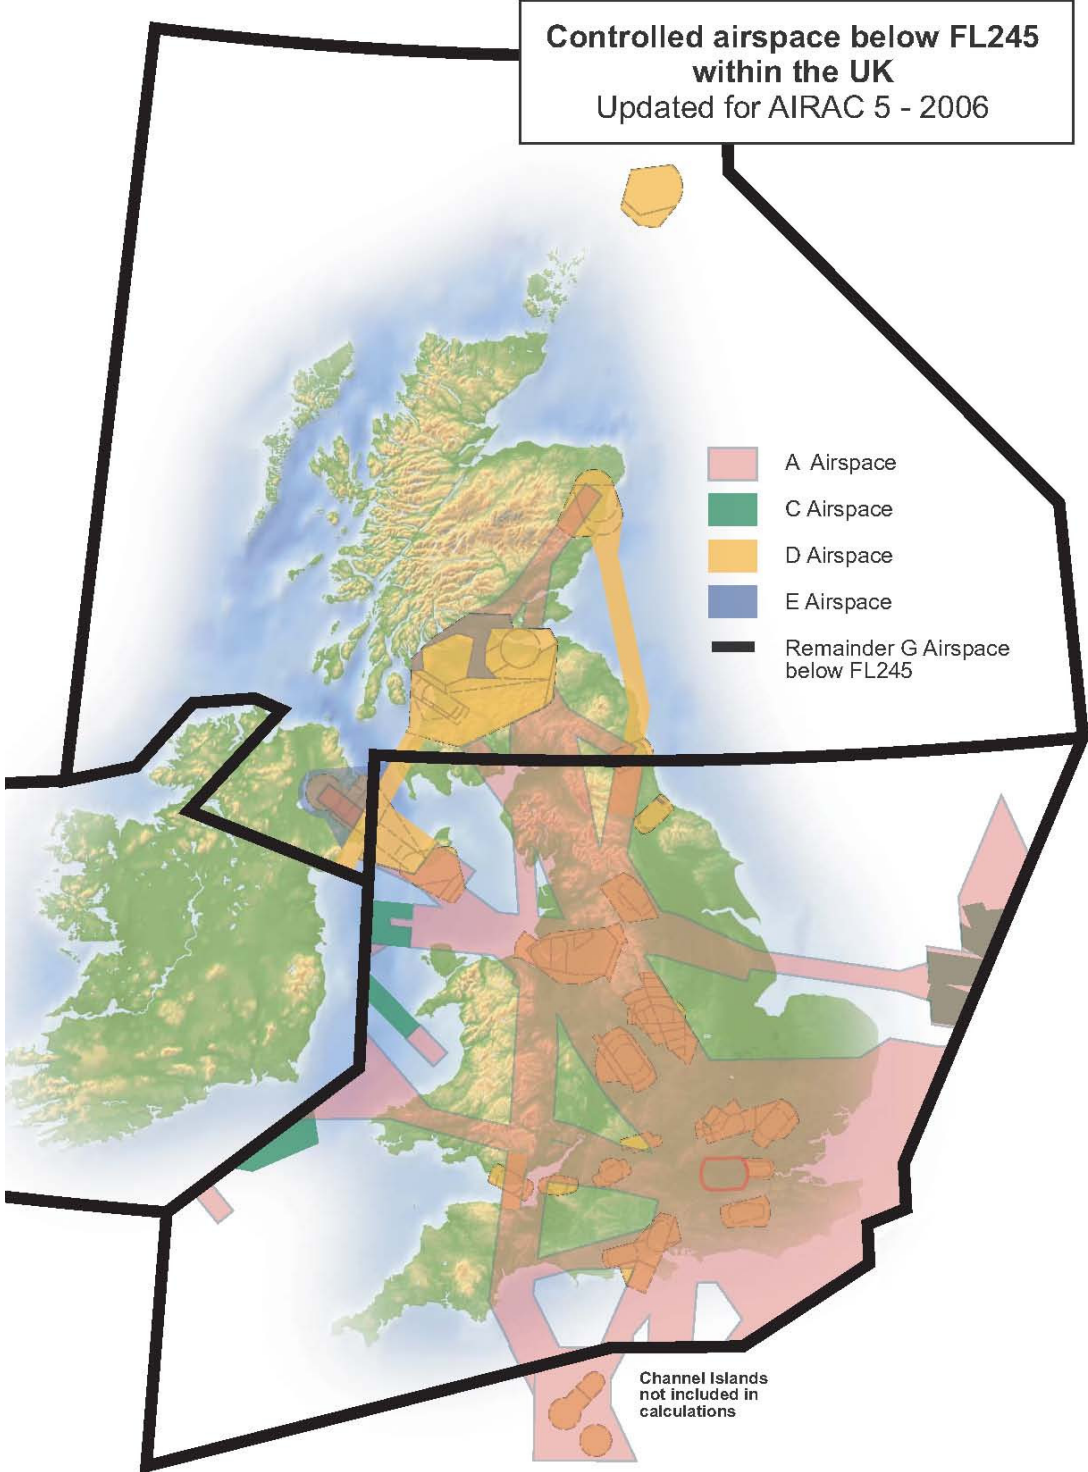 Controlled airspace below FL245
within the UK
Updated for AIRAC 5 - 2006
A Airspace
C Airspace
D Airspace
E Airspace
Remainder G Airspace
below FL245
Channel Islands
not included in
calculations